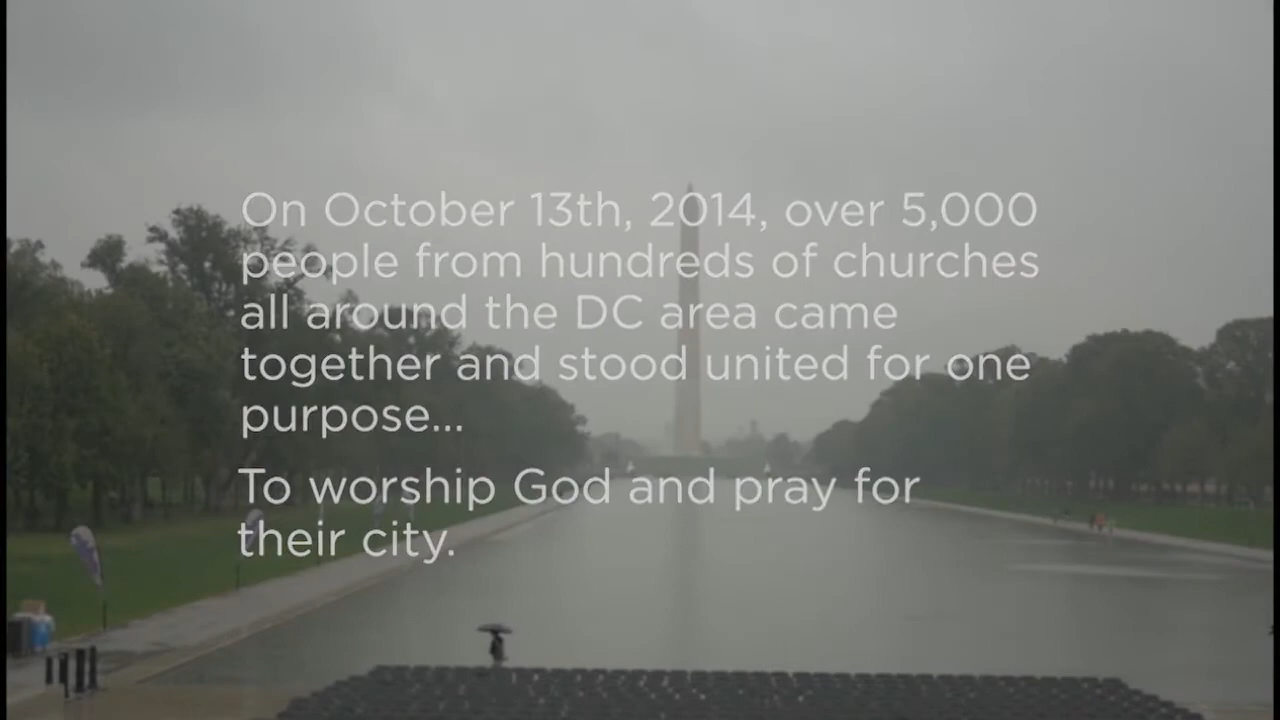 On October 13th, 2014, over 5,000
people from hundreds of churches
all around the DC area came
together and stood united for one
purpose...
To worship God and pray for
their city.